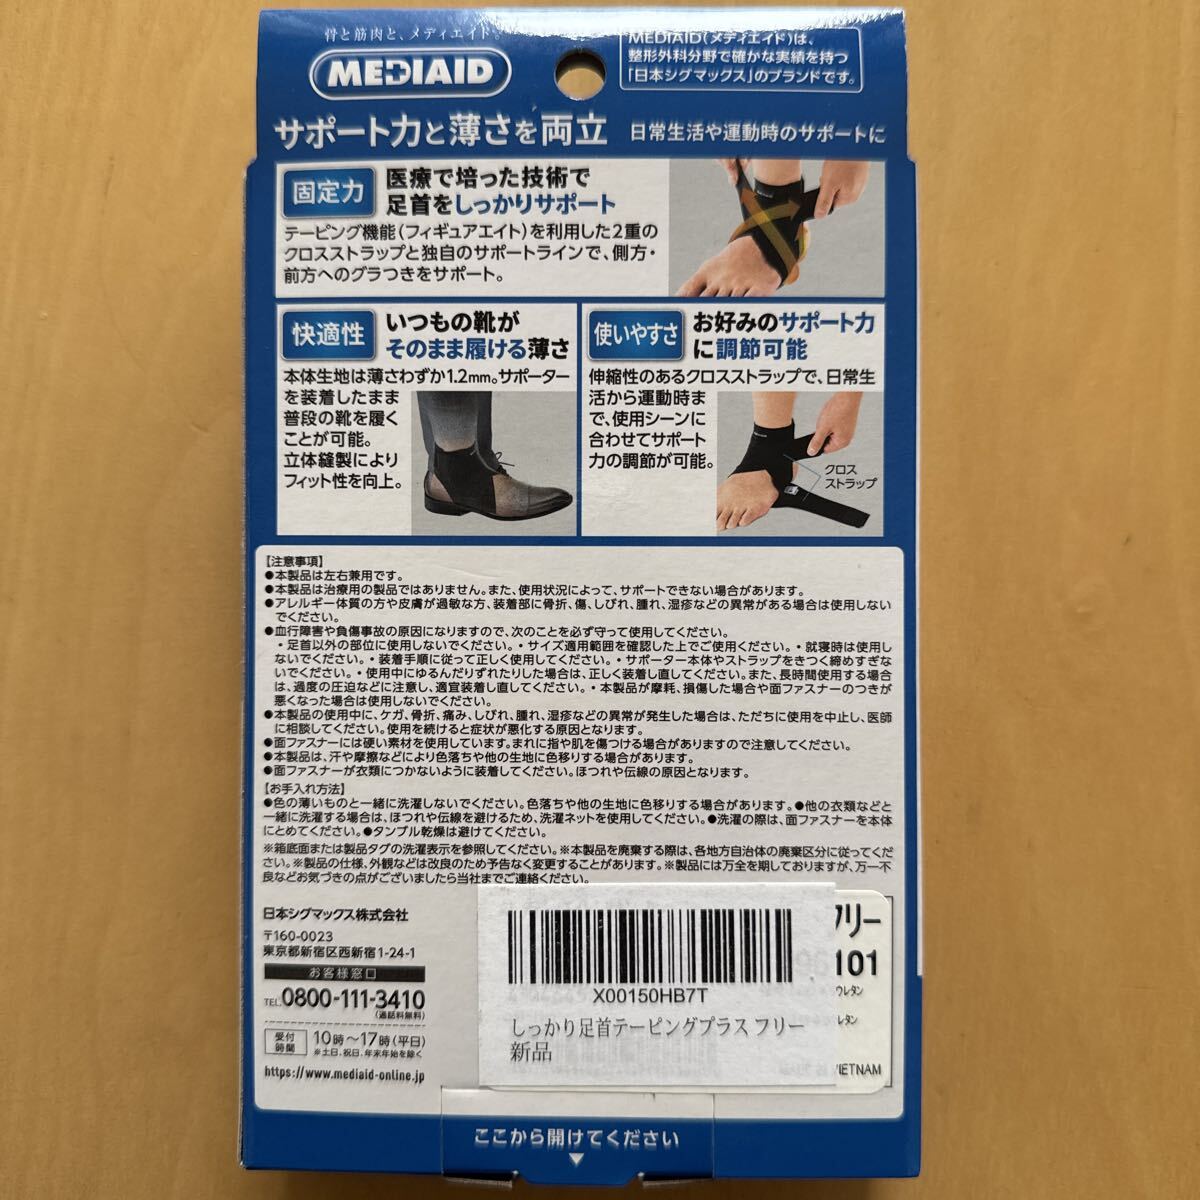 骨と筋肉と、メディエイド。
MEDIAID
MEDIAID(メディエイド)は、
整形外科分野で確かな実績を持つ
「日本シグマックス」のブランドです。
サポート力と薄さを両立 日常生活や運動時のサポートに
固定力
医療で培った技術で
足首をしっかりサポート
テーピング機能(フィギュアエイト)を利用した2重の
クロスストラップと独自のサポートラインで、側方・
前方へのグラつきをサポート。
快適性
いつもの靴が
そのまま履ける薄さ
本体生地は薄さわずか1.2mm。サポーター
を装着したまま
普段の靴を履く
ことが可能。
立体縫製により
フィット性を向上。
使いやすさ
お好みのサポート力
に調節可能
伸縮性のあるクロスストラップで、日常生
活から運動時ま
で、使用シーンに
合わせてサポート
力の調節が可能。
クロス
ストラップ
【注意事項】
●本製品は左右兼用です。
●本製品は治療用の製品ではありません。また、使用状況によって、サポートできない場合があります。
●アレルギー体質の方や皮膚が過敏な方、装着部に骨折、傷、しびれ、腫れ、湿疹などの異常がある場合は使用しない
でください。
●血行障害や負傷事故の原因になりますので、次のことを必ず守って使用してください。
・足首以外の部位に使用しないでください。・サイズ適用範囲を確認した上でご使用ください。・就寝時は使用し
ないでください。・装着手順に従って正しく使用してください。・サポーター本体やストラップをきつく締めすぎな
いでください。・使用中にゆるんだりずれたりした場合は、正しく装着し直してください。また、長時間使用する場合
は、過度の圧迫などに注意し、適宜装着し直してください。・本製品が摩耗、損傷した場合や面ファスナーのつきが
悪くなった場合は使用しないでください。
●本製品の使用中に、ケガ、骨折、痛み、しびれ、腫れ、湿疹などの異常が発生した場合は、ただちに使用を中止し、医師
に相談してください。使用を続けると症状が悪化する原因となります。
●面ファスナーには硬い素材を使用しています。まれに指や肌を傷つける場合がありますので注意してください。
●本製品は、汗や摩擦などにより色落ちや他の生地に色移りする場合があります。
●面ファスナーが衣類につかないように装着してください。ほつれや伝線の原因となります。
【お手入れ方法】
●色の薄いものと一緒に洗濯しないでください。色落ちや他の生地に色移りする場合があります。●他の衣類などと
一緒に洗濯する場合は、ほつれや伝線を避けるため、洗濯ネットを使用してください。●洗濯の際は、面ファスナーを本体
にとめてください。●タンブル乾燥は避けてください。
※箱底面または製品タグの洗濯表示を参照してください。※本製品を廃棄する際は、各地方自治体の廃棄区分に従ってくだ
さい。※製品の仕様、外観などは改良のため予告なく変更することがあります。※製品には万全を期しておりますが、万一不
良などお気づきの点がございましたら当社までご連絡ください。
日本シグマックス株式会社
〒160-0023
東京都新宿区西新宿1-24-1
お客様窓口
TEL.0800-111-3410
(通話料無料)
受付
時間
10時〜17時(平日)
※土日、祝日、年末年始を除く
https://www.mediaid-online.jp
フリー
101
ウレタン
レタン
VIETNAM
X00150HB7T
しっかり足首テーピングプラス フリー
新品
ここから開けてください